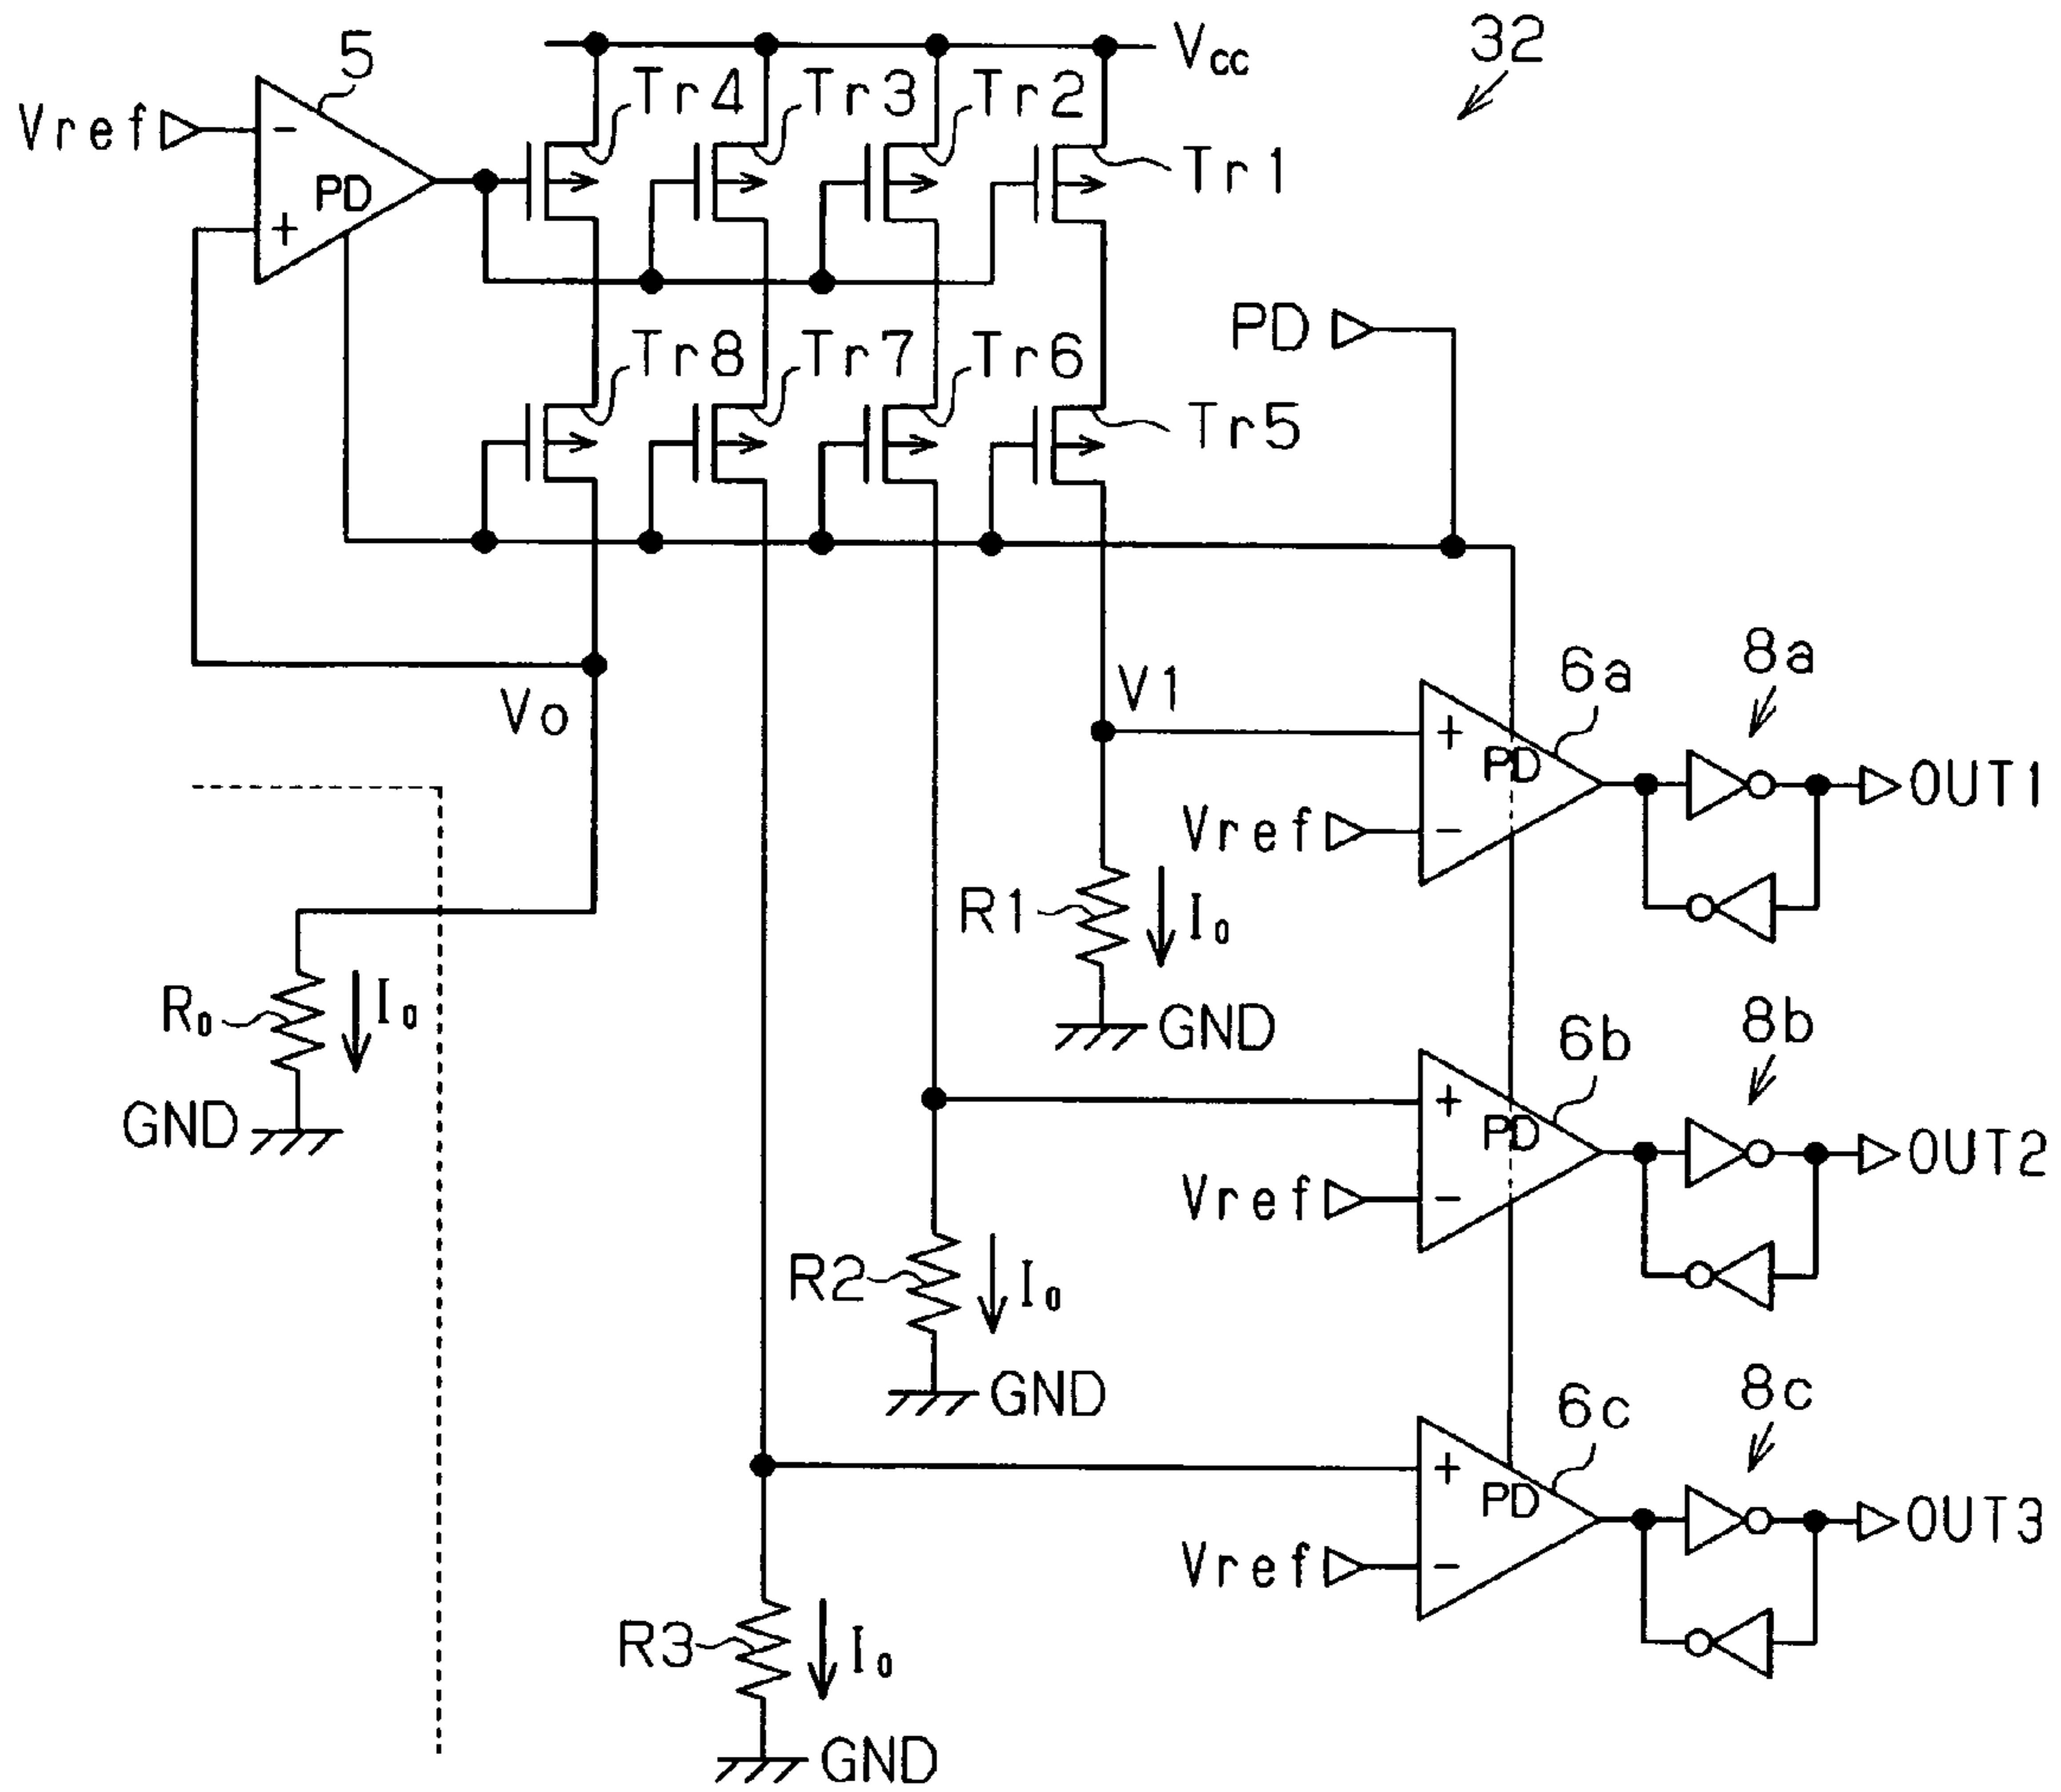 32
5
Vcc
Vref
Tr4
Tr3
Tr2
Tr1
-
PD
+
Tr8
Tr7
Tr6
PD
Tr5
Vo
V1
6a
8a
+
PD
OUT1
Vref
-
R1
I0
R0
I0
GND
GND
6b
8b
+
PD
OUT2
Vref
-
R2
I0
GND
6c
8c
+
PD
OUT3
Vref
-
R3
I0
GND